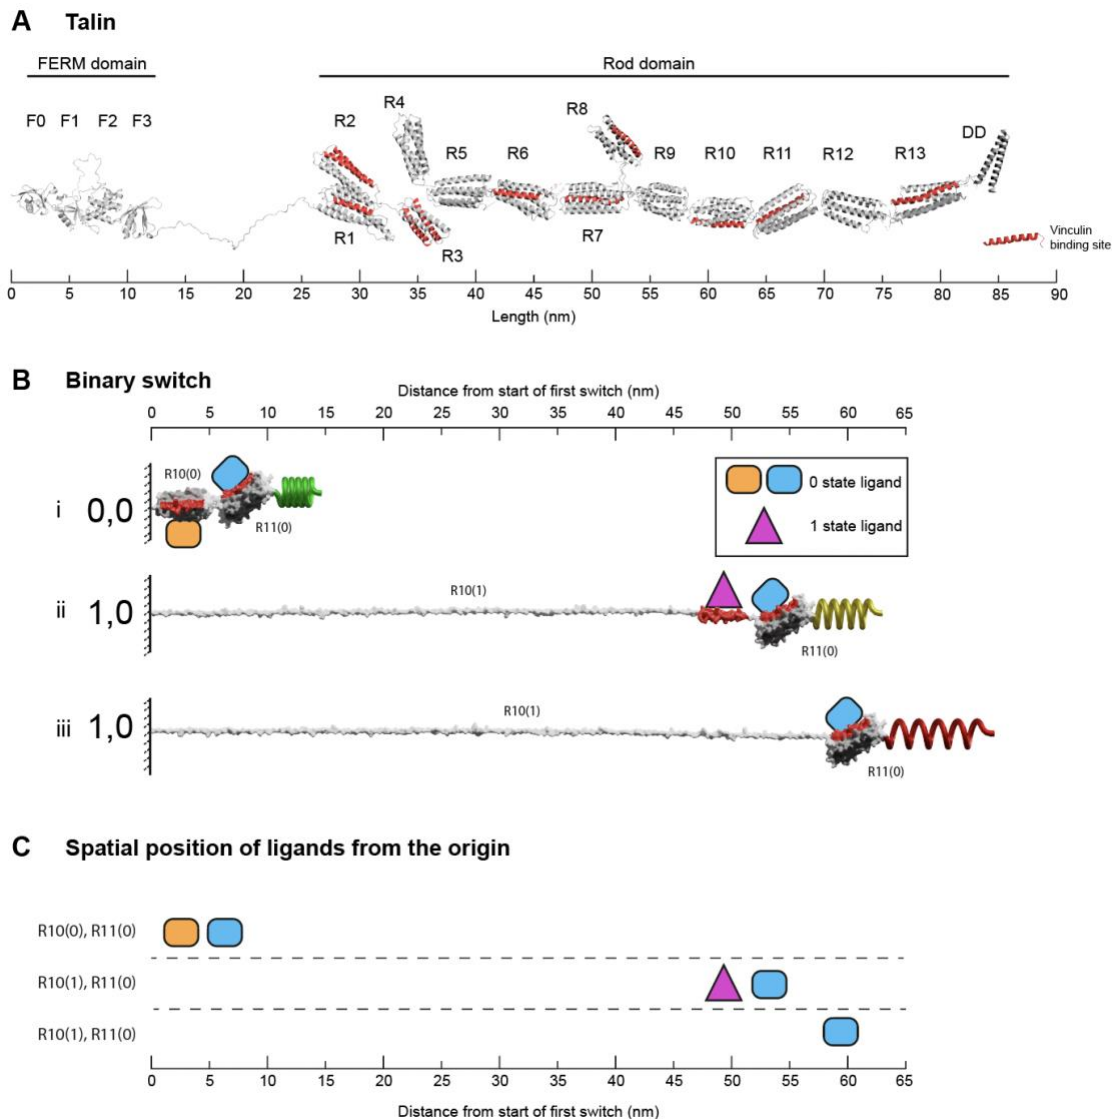 A Talin
FERM domain
Rod domain
F0 F1 F2 F3
R2
R4
R5
R6
R8
R9
R10
R11
R12
R13
DD
R1
R3
R7
Vinculin
binding site
0 5 10 15 20 25 30 35 40 45 50 55 60 65 70 75 80 85 90
Length (nm)
B Binary switch
Distance from start of first switch (nm)
0 5 10 15 20 25 30 35 40 45 50 55 60 65
i 0,0
R10(0)
R11(0)
0 state ligand
1 state ligand
ii 1,0
R10(1)
R11(0)
iii 1,0
R10(1)
R11(0)
C Spatial position of ligands from the origin
R10(0), R11(0)
R10(1), R11(0)
R10(1), R11(0)
0 5 10 15 20 25 30 35 40 45 50 55 60 65
Distance from start of first switch (nm)